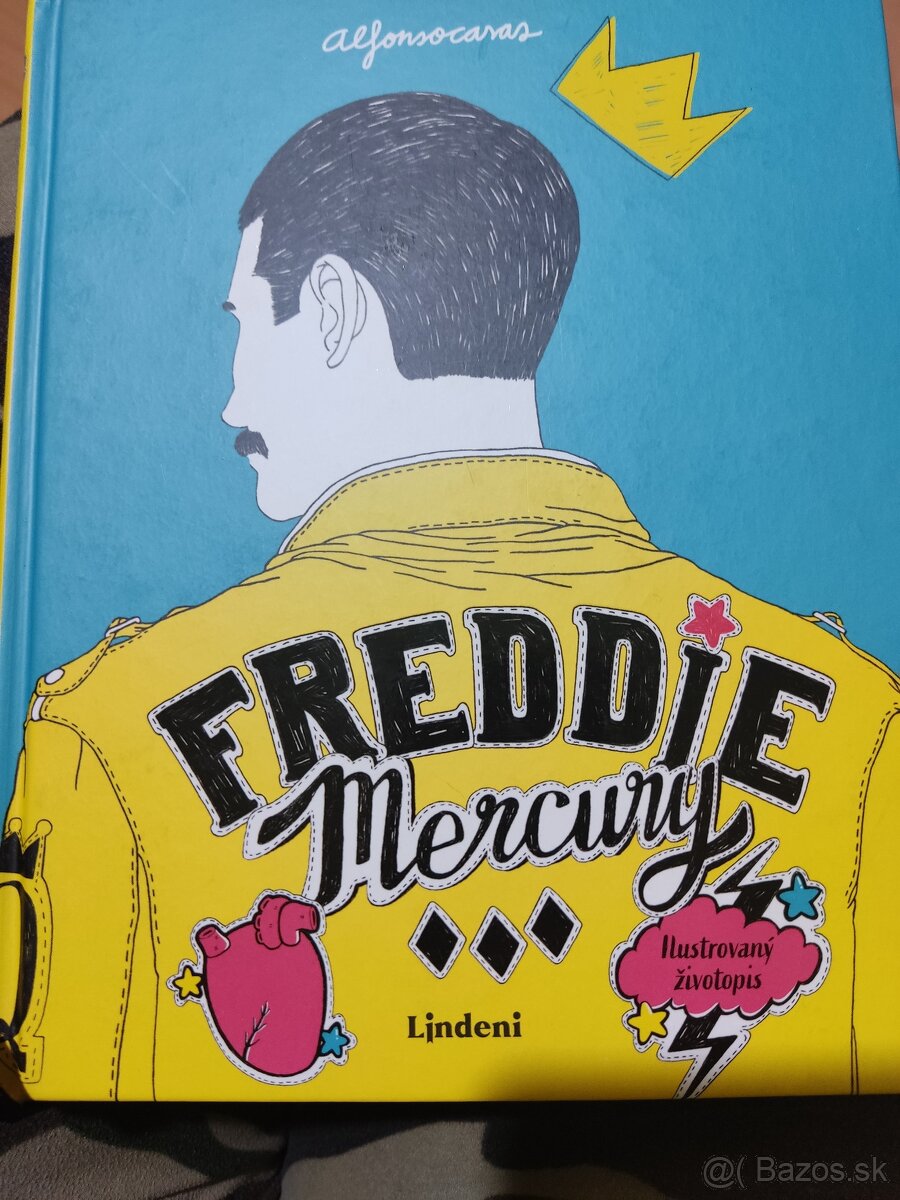 alfonsocasas
FREDDiE
Mercury
Ilustrovaný
životopis
Lindeni
@( Bazos.sk